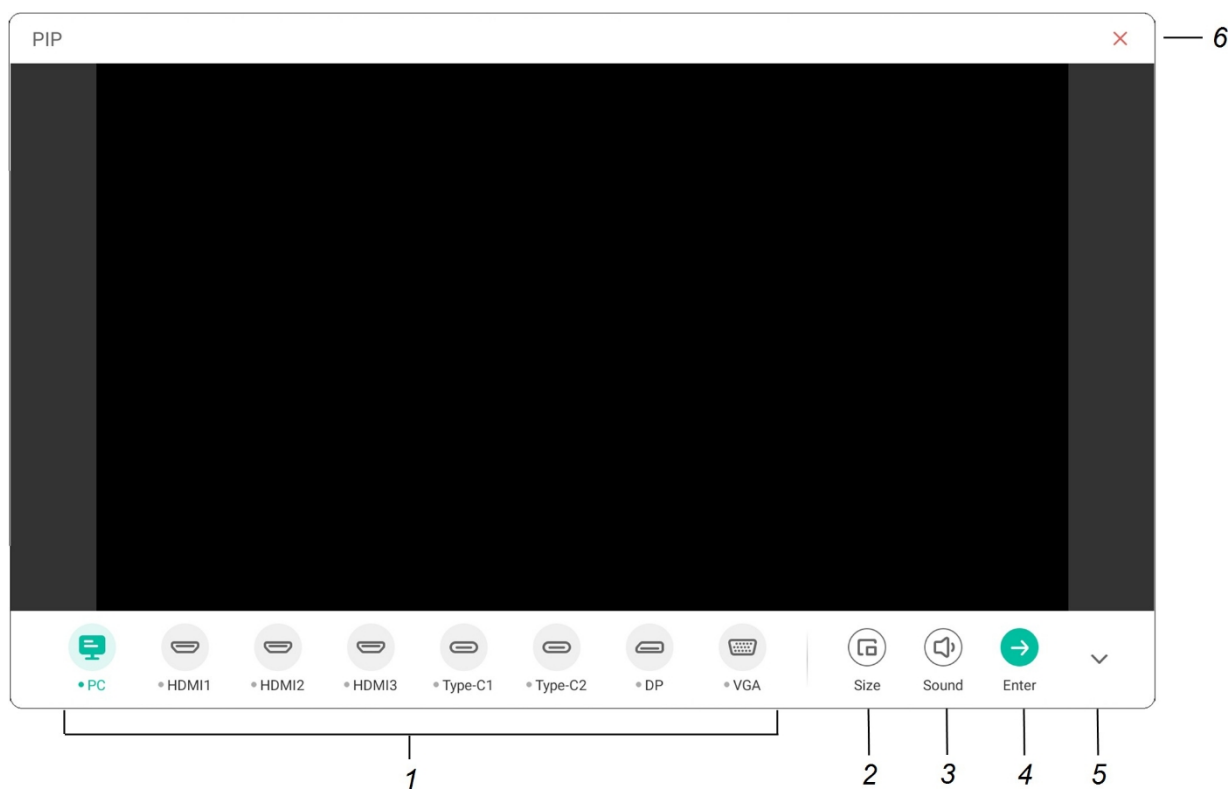 PIP
6
PC
HDMI1
HDMI2
HDMI3
Type-C1
Type-C2
DP
VGA
Size
Sound
Enter
1
2
3
4
5